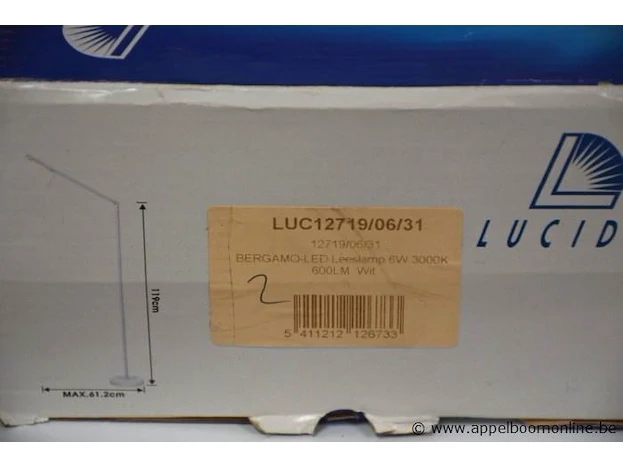 LUCID
LUC12719/06/31
12719/06/31
BERGAMO-LED Leeslamp 6W 3000K
600LM Wit
2
5 411212 126733
119cm
MAX.61.2cm
© www.appelboomonline.be